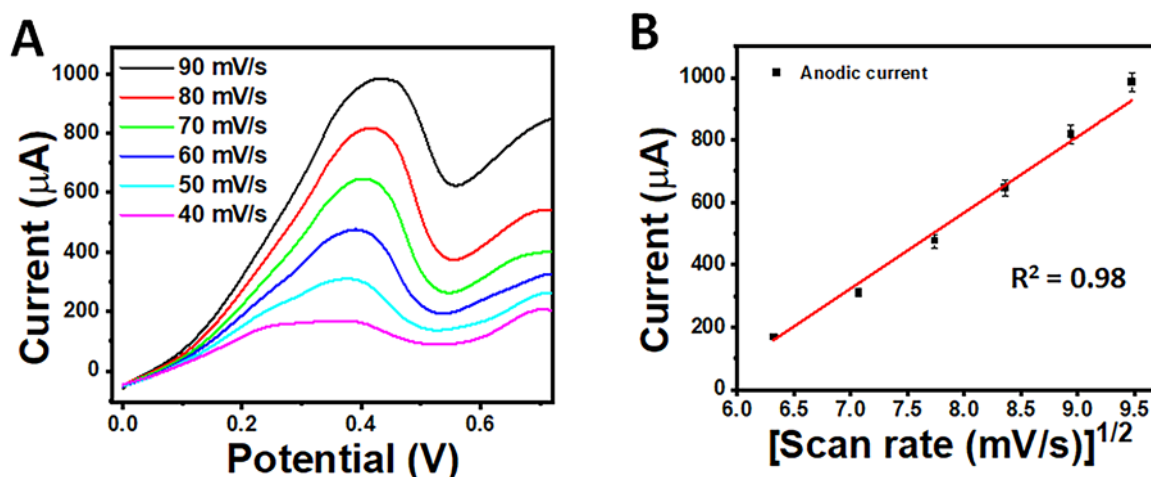 A
1000
800
600
400
200
0
90 mV/s
80 mV/s
70 mV/s
60 mV/s
50 mV/s
40 mV/s
Current (μA)
0.0 0.2 0.4 0.6
Potential (V)
B
1000
800
600
400
200
0
Anodic current
R² = 0.98
Current (μA)
6.0 6.5 7.0 7.5 8.0 8.5 9.0 9.5
[Scan rate (mV/s)]^1/2